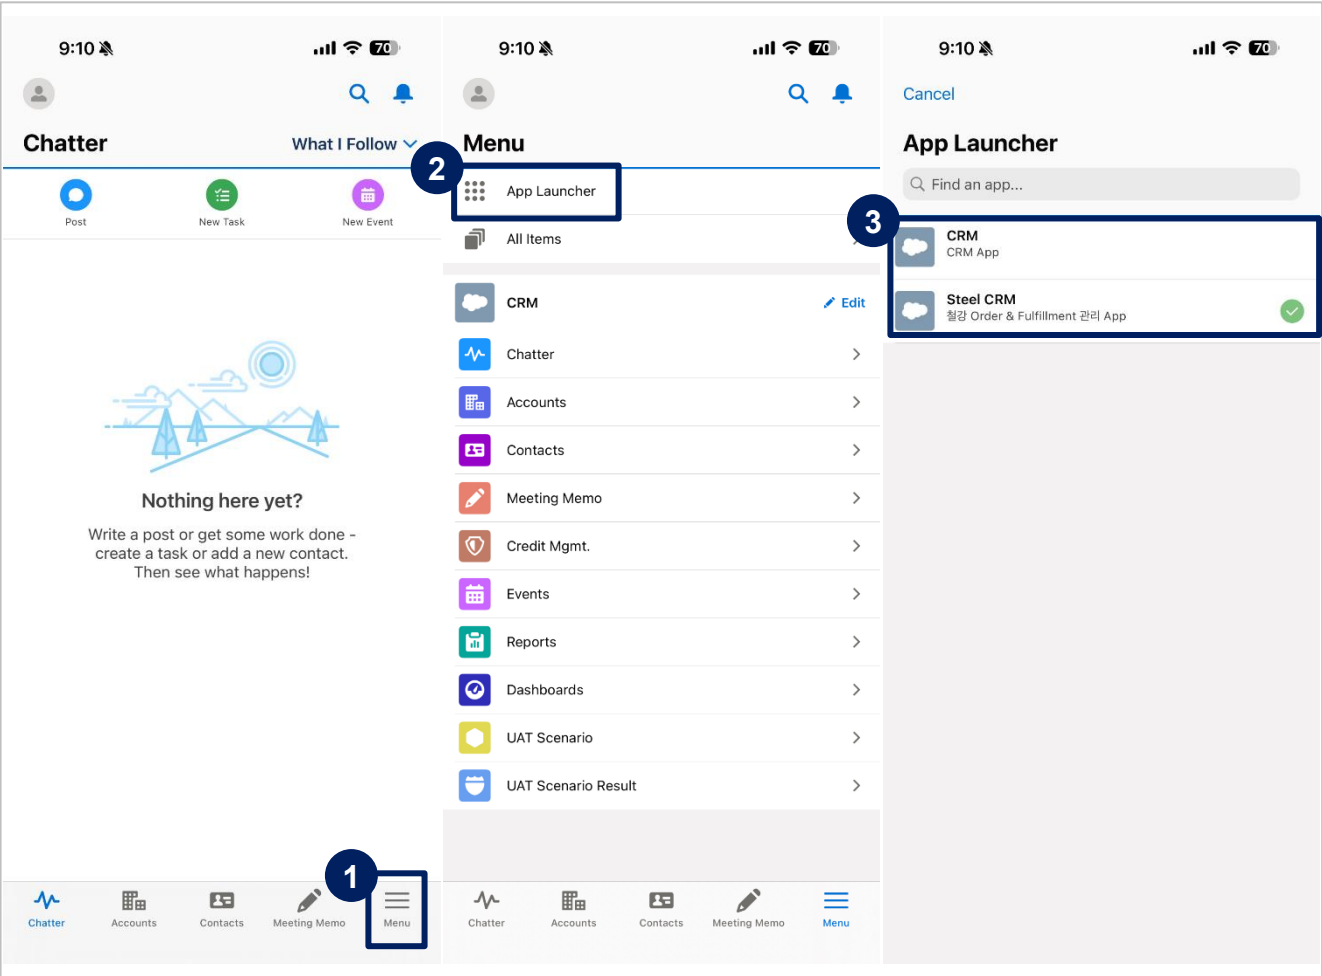 9:10
70
Chatter
What I Follow
Post
New Task
New Event
Nothing here yet?
Write a post or get some work done -
create a task or add a new contact.
Then see what happens!
1
Chatter
Accounts
Contacts
Meeting Memo
Menu
9:10
70
Menu
2
App Launcher
All Items
CRM
Edit
Chatter
Accounts
Contacts
Meeting Memo
Credit Mgmt.
Events
Reports
Dashboards
UAT Scenario
UAT Scenario Result
Chatter
Accounts
Contacts
Meeting Memo
Menu
9:10
70
Cancel
App Launcher
Find an app...
3
CRM
CRM App
Steel CRM
철강 Order & Fulfillment 관리 App